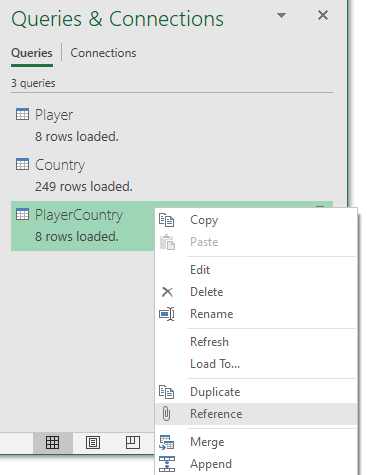 Queries & Connections
Queries
Connections
3 queries
Player
8 rows loaded.
Country
249 rows loaded.
PlayerCountry
8 rows loaded.
Copy
Paste
Edit
Delete
Rename
Refresh
Load To...
Duplicate
Reference
Merge
Append